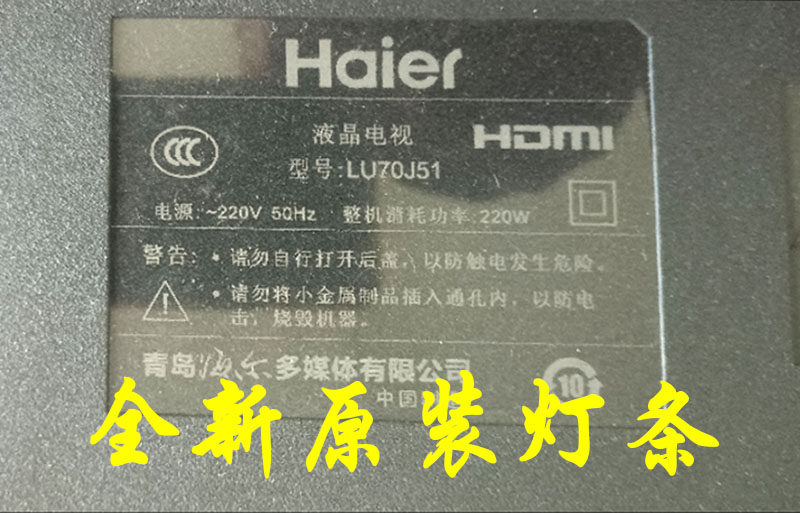 Haier
液晶电视
HDMI
型号:LU70J51
电源: ~220V 50Hz 整机消耗功率: 220W
警告: • 请勿自行打开后盖, 以防触电发生危险。
• 请勿将小金属制品插入通孔内, 以防电
击, 烧毁机器。
青岛海尔多媒体有限公司
10
中国
全新原装灯条